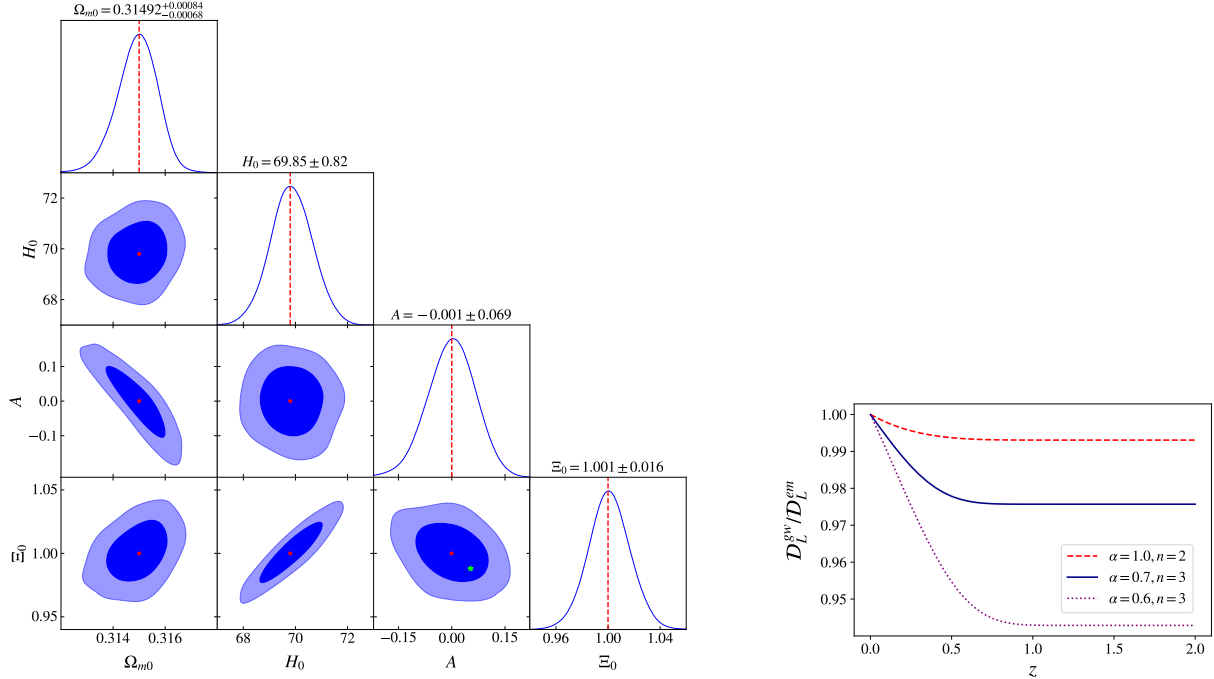 Ω_{m0} = 0.31492^{+0.00084}_{−0.00068}
H_0 = 69.85 ± 0.82
72
70
68
H_0
A = −0.001 ± 0.069
0.1
0.0
−0.1
A
Ξ_0 = 1.001 ± 0.016
1.05
1.00
0.95
Ξ_0
0.314 0.316
68 70 72
−0.15 0.00 0.15
0.96 1.00 1.04
Ω_{m0} H_0 A Ξ_0
1.00
0.99
0.98
0.97
0.96
0.95
D_L^{gw}/D_L^{em}
α = 1.0, n = 2
α = 0.7, n = 3
α = 0.6, n = 3
0.0 0.5 1.0 1.5 2.0
z